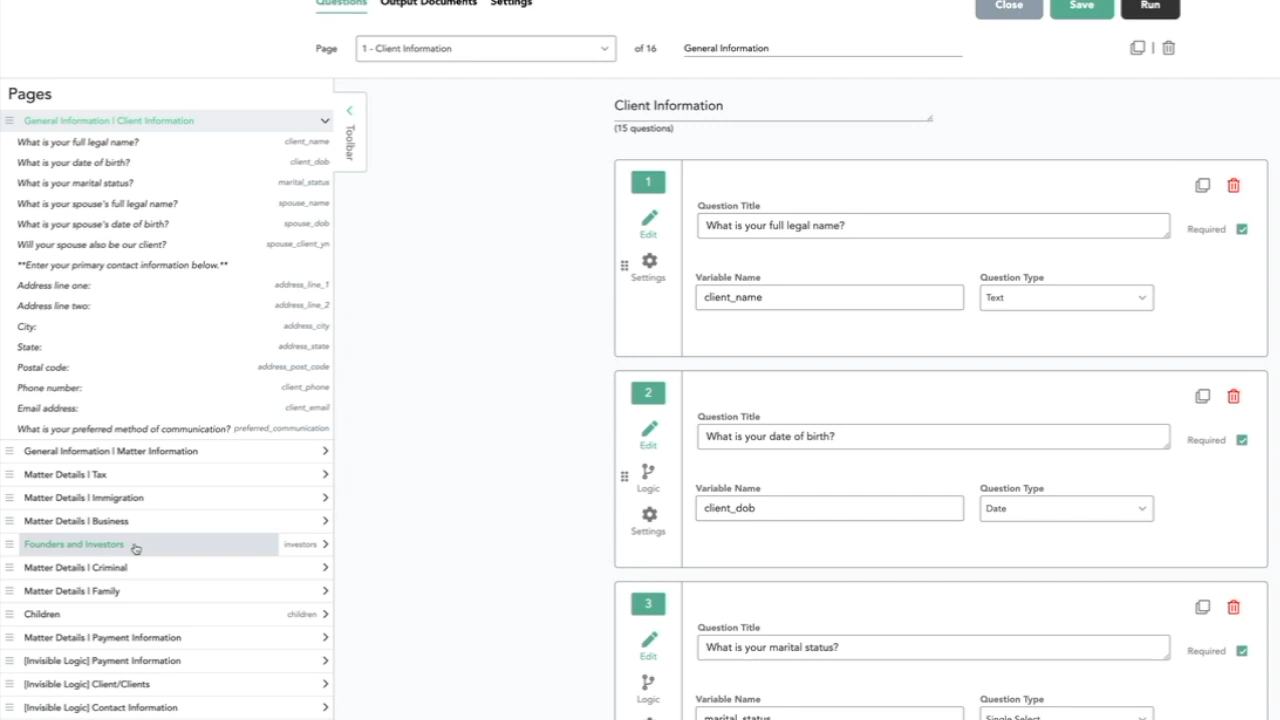 Questions Output Documents Settings
Close Save Run
Page 1 - Client Information of 16 General Information
Pages
General Information | Client Information
What is your full legal name? client_name
What is your date of birth? client_dob
What is your marital status? marital_status
What is your spouse's full legal name? spouse_name
What is your spouse's date of birth? spouse_dob
Will your spouse also be our client? spouse_client_yn
**Enter your primary contact information below.**
Address line one: address_line_1
Address line two: address_line_2
City: address_city
State: address_state
Postal code: address_post_code
Phone number: client_phone
Email address: client_email
What is your preferred method of communication? preferred_communication
General Information | Matter Information
Matter Details | Tax
Matter Details | Immigration
Matter Details | Business
Founders and Investors investors
Matter Details | Criminal
Matter Details | Family
Children children
Matter Details | Payment Information
[Invisible Logic] Payment Information
[Invisible Logic] Client/Clients
[Invisible Logic] Contact Information
Toolbar
Client Information
(15 questions)
1
Edit
Settings
Question Title
What is your full legal name?
Required
Variable Name Question Type
client_name Text
2
Edit
Logic
Settings
Question Title
What is your date of birth?
Required
Variable Name Question Type
client_dob Date
3
Edit
Logic
Question Title
What is your marital status?
Required
Variable Name Question Type
marital_status Single Select